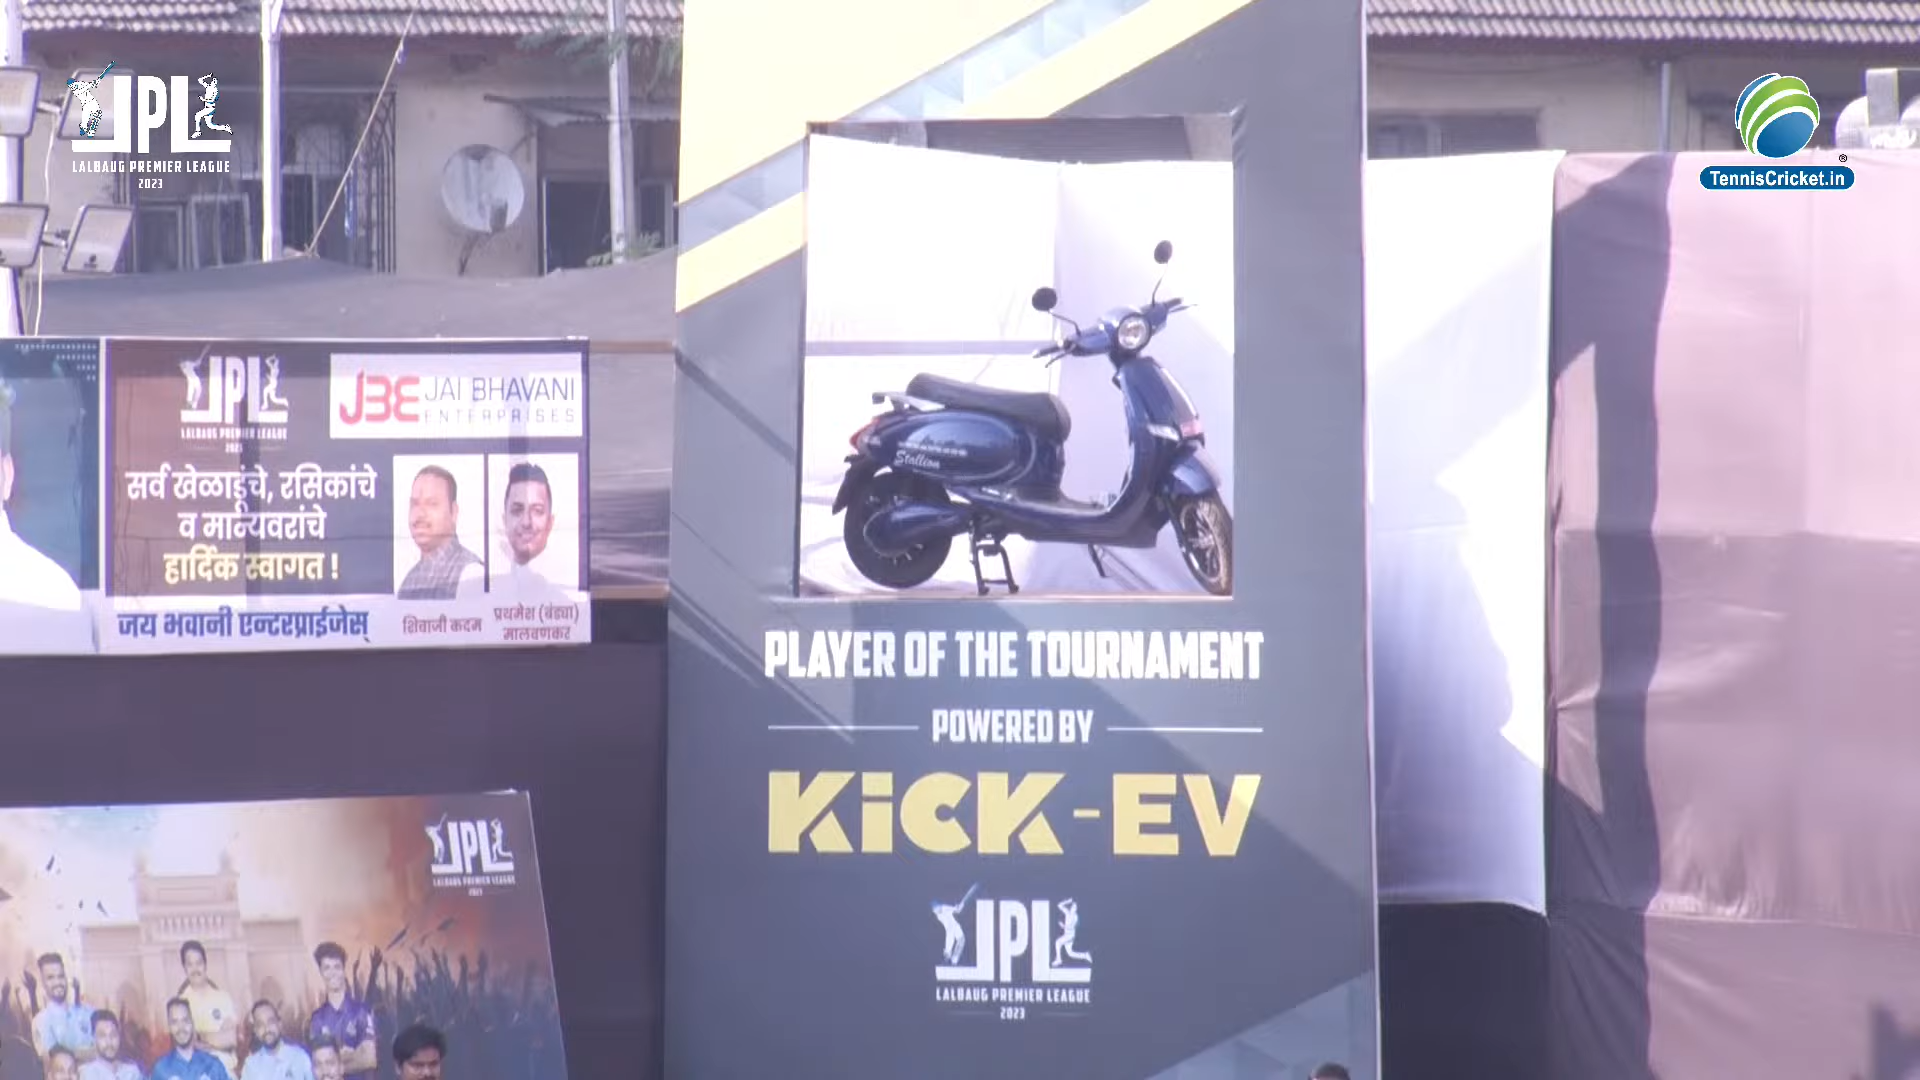 LPL
LALBAUG PREMIER LEAGUE
2023
TennisCricket.in
LPL
LALBAUG PREMIER LEAGUE
2023
JBE JAI BHAVANI
ENTERPRISES
सर्व खेळाडूंचे, रसिकांचे
व मान्यवरांचे
हार्दिक स्वागत !
जय भवानी एन्टरप्राईजेस्
शिवाजी कदम
प्रथमेश (बंड्या)
मालवणकर
Stallion
PLAYER OF THE TOURNAMENT
POWERED BY
KiCK-EV
LPL
LALBAUG PREMIER LEAGUE
2023
LPL
LALBAUG PREMIER LEAGUE
2023